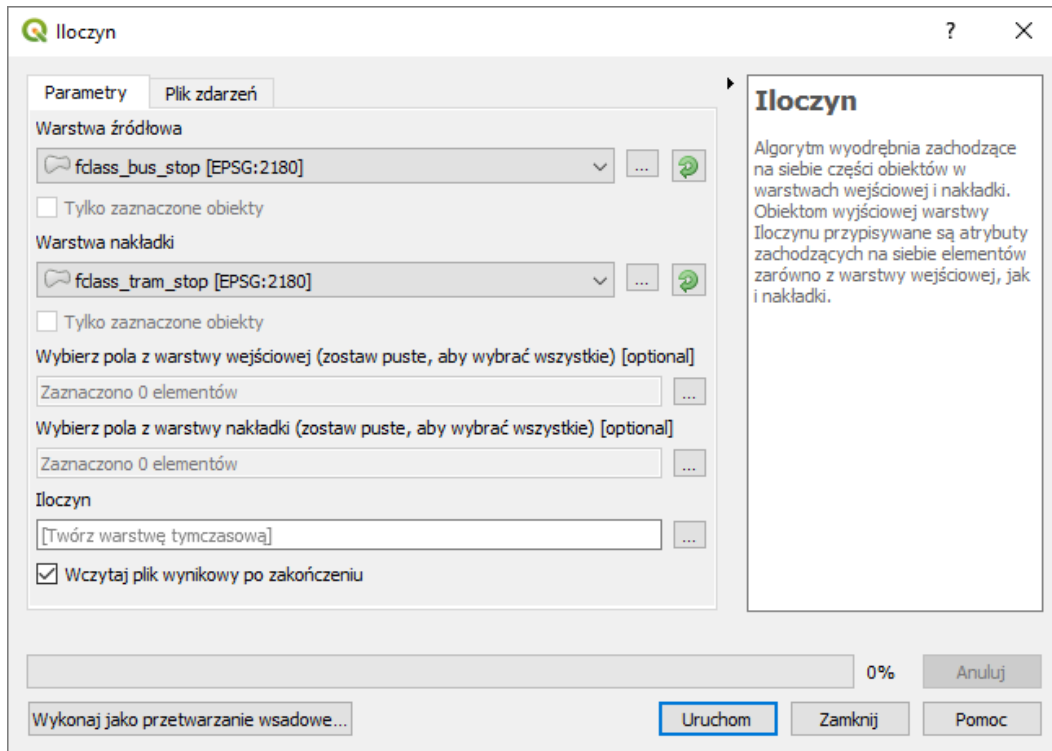 Iloczyn
?
Parametry
Plik zdarzeń
Warstwa źródłowa
fclass_bus_stop [EPSG:2180]
...
Tylko zaznaczone obiekty
Warstwa nakładki
fclass_tram_stop [EPSG:2180]
...
Tylko zaznaczone obiekty
Wybierz pola z warstwy wejściowej (zostaw puste, aby wybrać wszystkie) [optional]
Zaznaczono 0 elementów
...
Wybierz pola z warstwy nakładki (zostaw puste, aby wybrać wszystkie) [optional]
Zaznaczono 0 elementów
...
Iloczyn
[Twórz warstwę tymczasową]
...
Wczytaj plik wynikowy po zakończeniu
Iloczyn
Algorytm wyodrębnia zachodzące
na siebie części obiektów w
warstwach wejściowej i nakładki.
Obiektom wyjściowej warstwy
Iloczynu przypisywane są atrybuty
zachodzących na siebie elementów
zarówno z warstwy wejściowej, jak
i nakładki.
0%
Anuluj
Wykonaj jako przetwarzanie wsadowe...
Uruchom
Zamknij
Pomoc